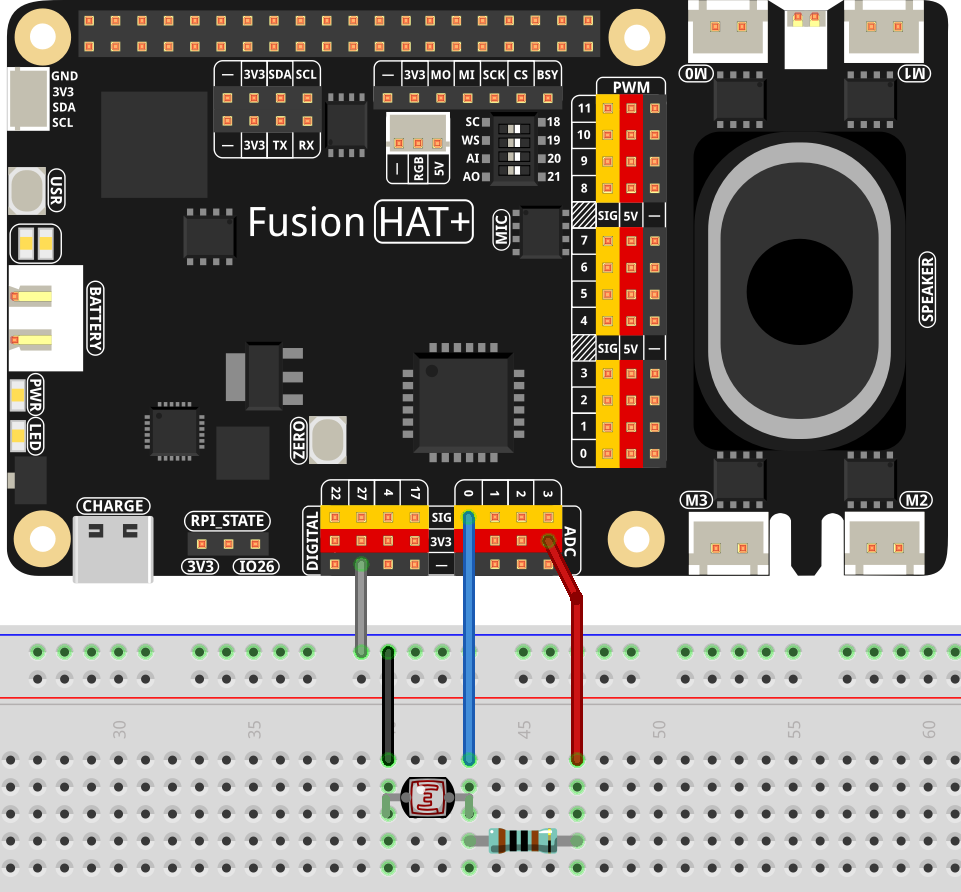 GND
3V3
SDA
SCL
— 3V3 SDA SCL
— 3V3 TX RX
— 3V3 MO MI SCK CS BSY
— RGB 5V
SC 18
WS 19
AI 20
AO 21
PWM
11
10
9
8
SIG 5V —
7
6
5
4
SIG 5V —
3
2
1
0
M0
M1
USR
Fusion HAT+
MIC
SPEAKER
BATTERY
PWR
LED
ZERO
CHARGE
RPI_STATE
3V3 IO26
DIGITAL
22 27 4 17
SIG
3V3
—
0 1 2 3
ADC
M3
M2
30 35 45 50 55 60